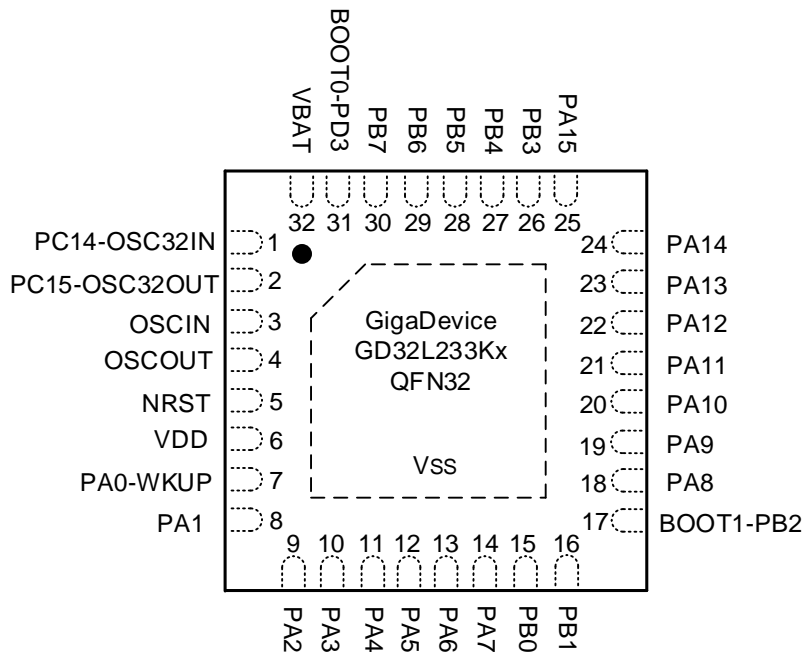 VBAT
BOOT0-PD3
PB7
PB6
PB5
PB4
PB3
PA15
32 31 30 29 28 27 26 25
PC14-OSC32IN 1
PC15-OSC32OUT 2
OSCIN 3
OSCOUT 4
NRST 5
VDD 6
PA0-WKUP 7
PA1 8
GigaDevice
GD32L233Kx
QFN32
VSS
24 PA14
23 PA13
22 PA12
21 PA11
20 PA10
19 PA9
18 PA8
17 BOOT1-PB2
9 10 11 12 13 14 15 16
PA2
PA3
PA4
PA5
PA6
PA7
PB0
PB1